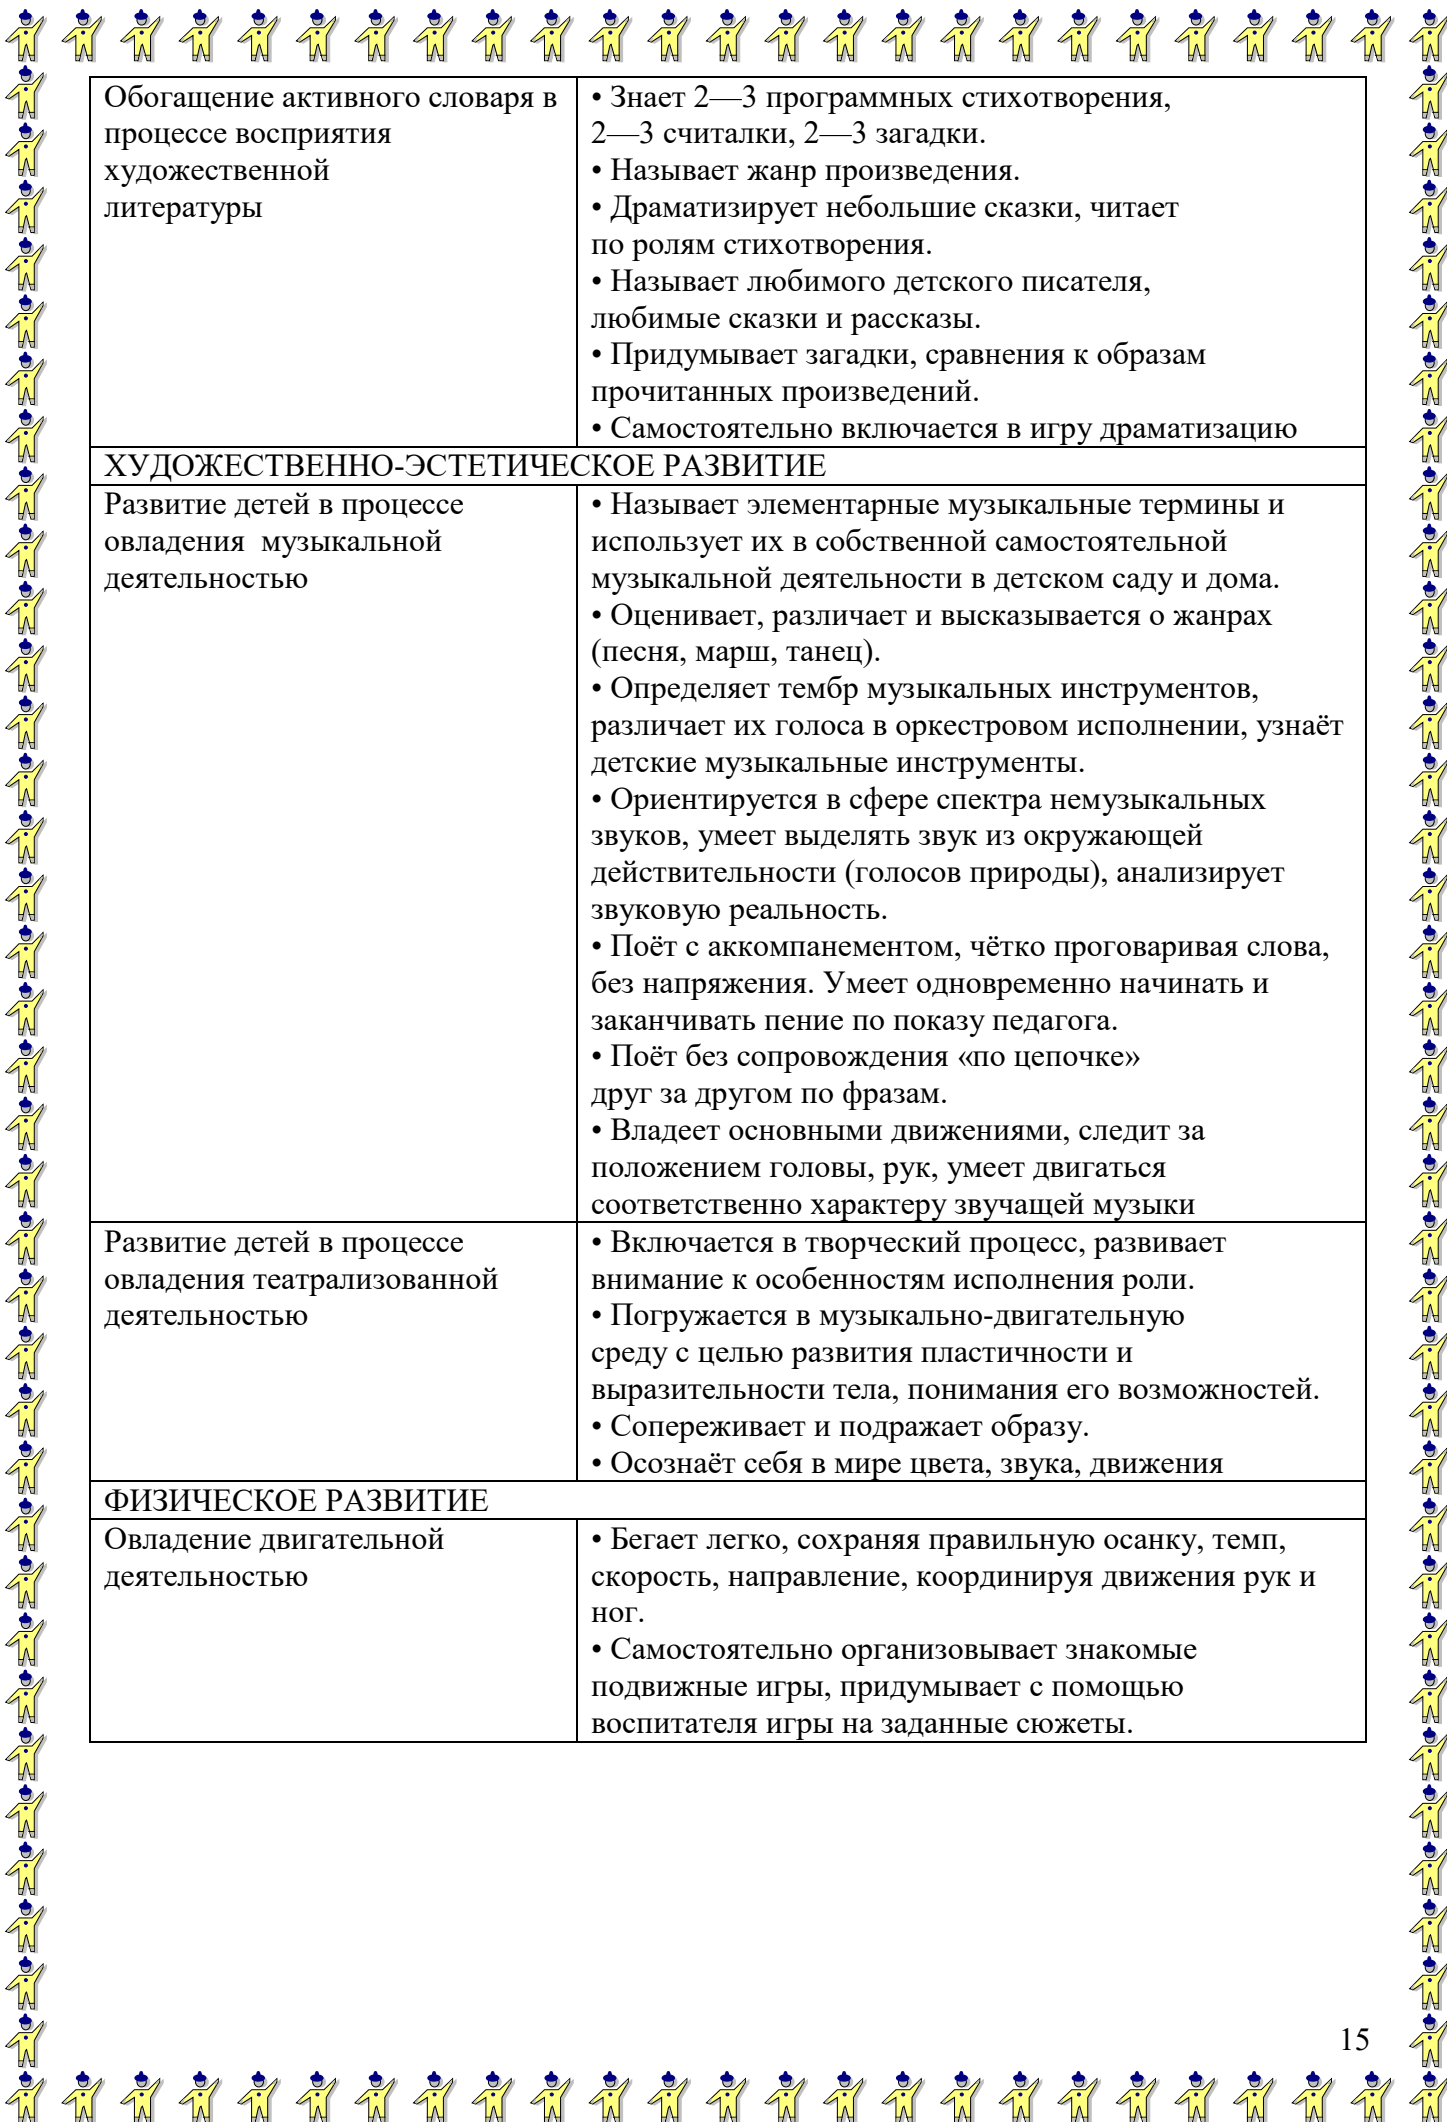 Обогащение активного словаря в
процессе восприятия
художественной
литературы
• Знает 2—3 программных стихотворения,
2—3 считалки, 2—3 загадки.
• Называет жанр произведения.
• Драматизирует небольшие сказки, читает
по ролям стихотворения.
• Называет любимого детского писателя,
любимые сказки и рассказы.
• Придумывает загадки, сравнения к образам
прочитанных произведений.
• Самостоятельно включается в игру драматизацию
ХУДОЖЕСТВЕННО-ЭСТЕТИЧЕСКОЕ РАЗВИТИЕ
Развитие детей в процессе
овладения музыкальной
деятельностью
• Называет элементарные музыкальные термины и
использует их в собственной самостоятельной
музыкальной деятельности в детском саду и дома.
• Оценивает, различает и высказывается о жанрах
(песня, марш, танец).
• Определяет тембр музыкальных инструментов,
различает их голоса в оркестровом исполнении, узнаёт
детские музыкальные инструменты.
• Ориентируется в сфере спектра немузыкальных
звуков, умеет выделять звук из окружающей
действительности (голосов природы), анализирует
звуковую реальность.
• Поёт с аккомпанементом, чётко проговаривая слова,
без напряжения. Умеет одновременно начинать и
заканчивать пение по показу педагога.
• Поёт без сопровождения «по цепочке»
друг за другом по фразам.
• Владеет основными движениями, следит за
положением головы, рук, умеет двигаться
соответственно характеру звучащей музыки
Развитие детей в процессе
овладения театрализованной
деятельностью
• Включается в творческий процесс, развивает
внимание к особенностям исполнения роли.
• Погружается в музыкально-двигательную
среду с целью развития пластичности и
выразительности тела, понимания его возможностей.
• Сопереживает и подражает образу.
• Осознаёт себя в мире цвета, звука, движения
ФИЗИЧЕСКОЕ РАЗВИТИЕ
Овладение двигательной
деятельностью
• Бегает легко, сохраняя правильную осанку, темп,
скорость, направление, координируя движения рук и
ног.
• Самостоятельно организовывает знакомые
подвижные игры, придумывает с помощью
воспитателя игры на заданные сюжеты.
15